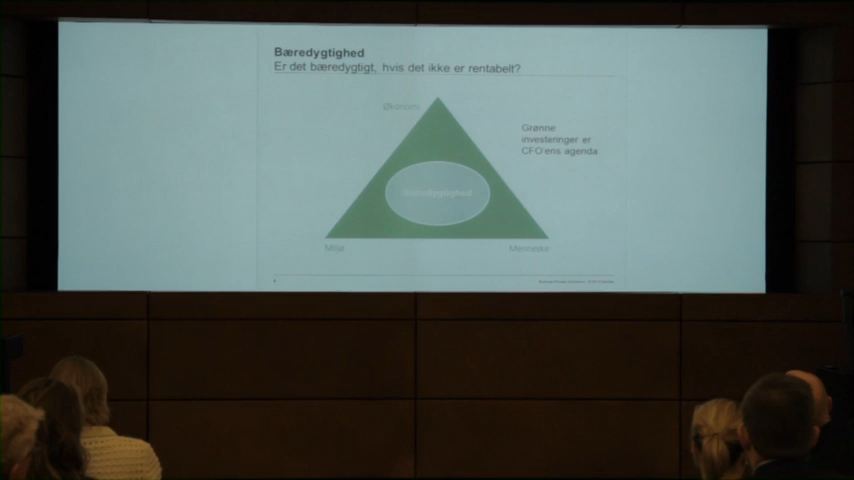 Bæredygtighed
Er det bæredygtigt, hvis det ikke er rentabelt?
Økonomi
Grønne
investeringer er
CFO'ens agenda
Bæredygtighed
Miljø
Menneske